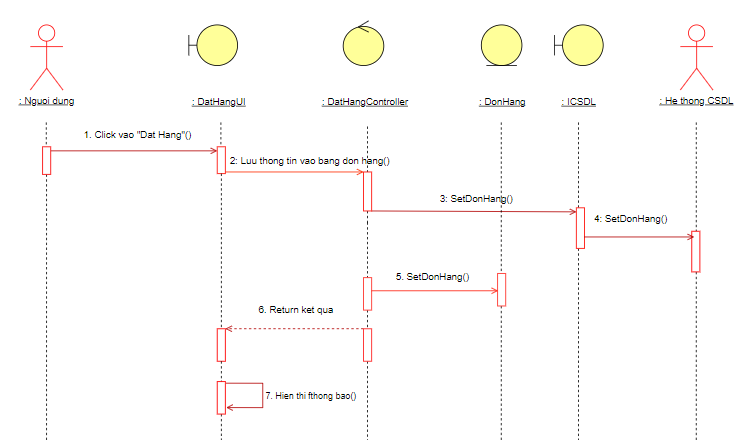 : Nguoi dung
: DatHangUI
: DatHangController
: DonHang
: ICSDL
: He thong CSDL
1. Click vao "Dat Hang"()
2: Luu thong tin vao bang don hang()
3: SetDonHang()
4: SetDonHang()
5. SetDonHang()
6. Return ket qua
7. Hien thi fthong bao()